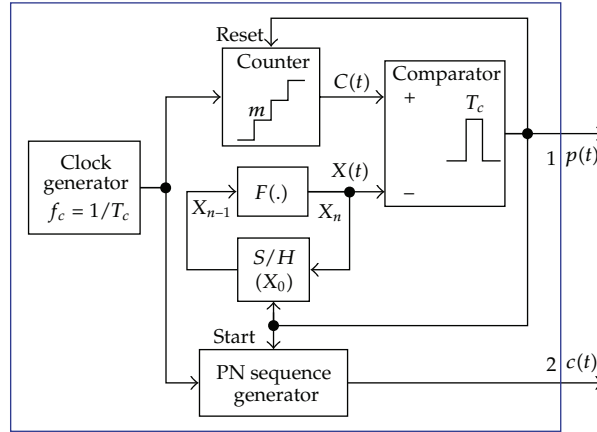 Reset
Counter
m
C(t)
Comparator
+
T_c
−
1
p(t)
Clock
generator
f_c = 1/T_c
X(t)
F(.)
X_{n−1}
X_n
S/H
(X_0)
Start
PN sequence
generator
2
c(t)